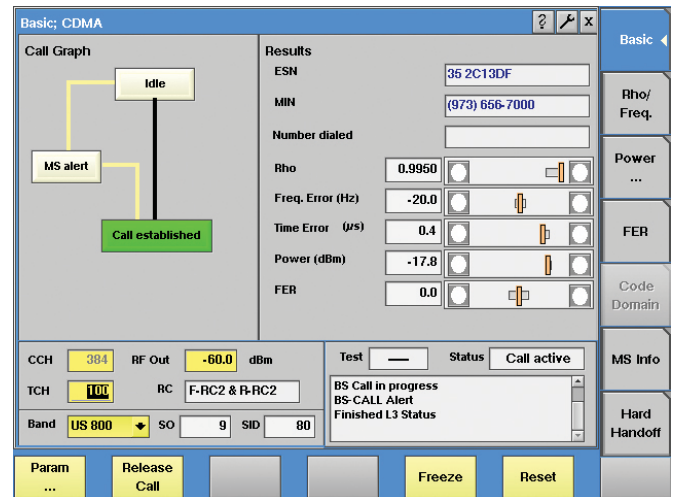 Basic; CDMA
? x
Call Graph
Idle
MS alert
Call established
Results
ESN 35 2C13DF
MIN (973) 656-7000
Number dialed
Rho 0.9950
Freq. Error (Hz) -20.0
Time Error (µs) 0.4
Power (dBm) -17.8
FER 0.0
CCH 384 RF Out -60.0 dBm
TCH 100 RC F-RC2 & R-RC2
Band US 800 SO 9 SID 80
Test — Status Call active
BS Call in progress
BS-CALL Alert
Finished L3 Status
Basic
Rho/
Freq.
Power
...
FER
Code
Domain
MS Info
Hard
Handoff
Param
...
Release
Call
Freeze
Reset